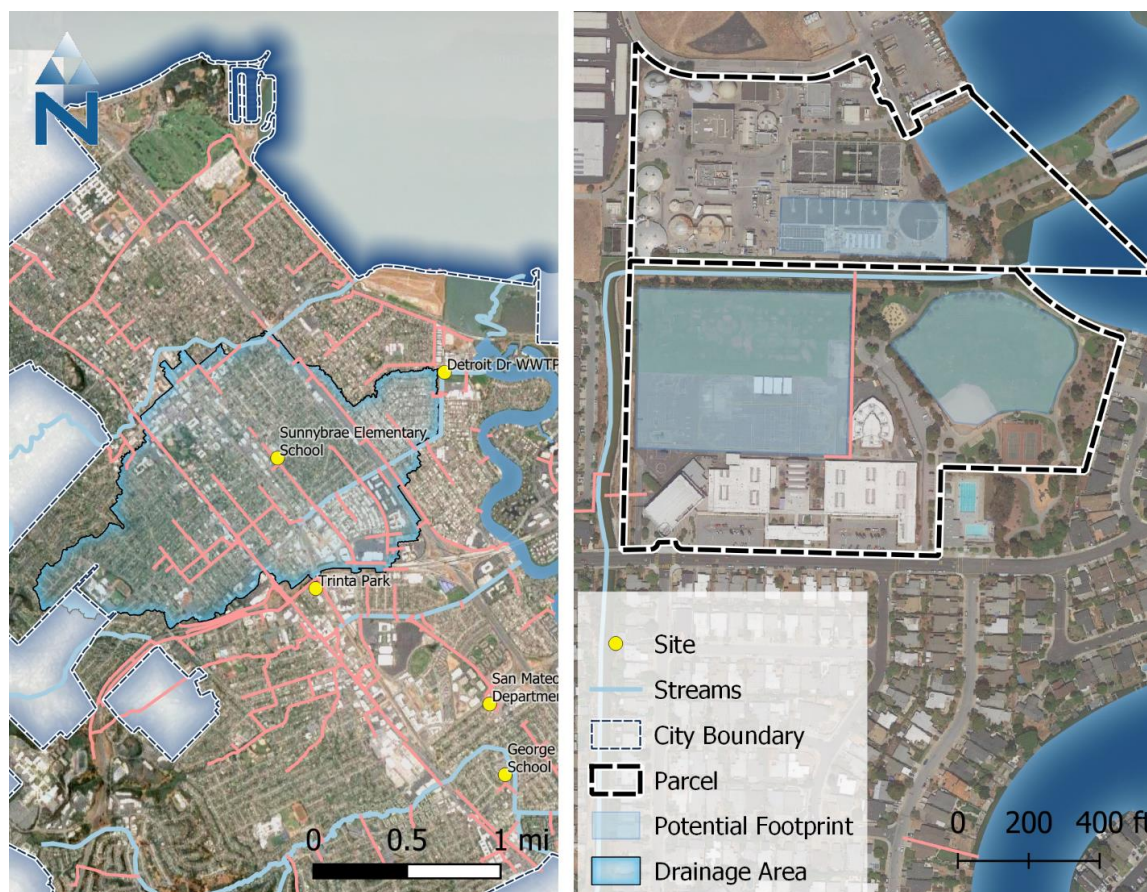 N
Detroit Dr WWTP
Sunnybrae Elementary
School
Trinta Park
San Mateo
Department
George
School
0 0.5 1 mi
Site
Streams
City Boundary
Parcel
Potential Footprint
Drainage Area
0 200 400 ft